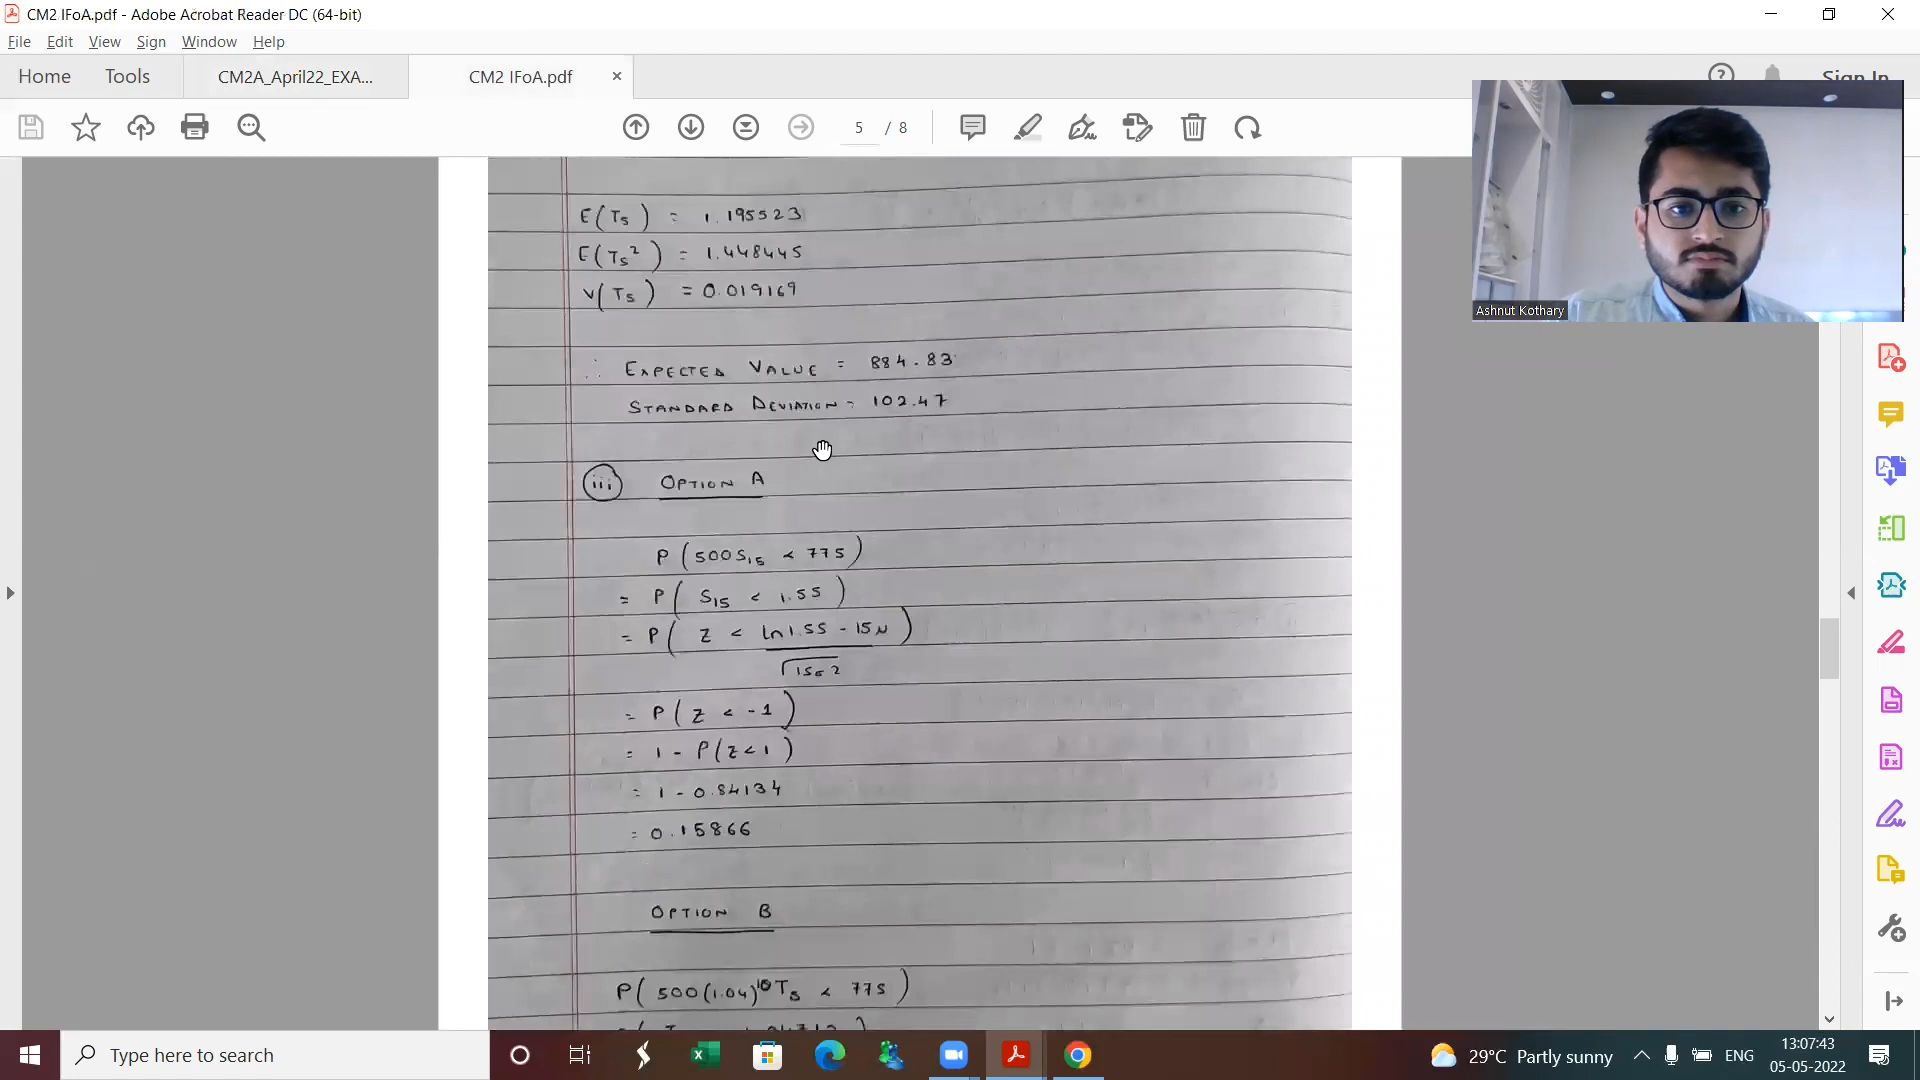 CM2 IFoA.pdf - Adobe Acrobat Reader DC (64-bit)
File Edit View Sign Window Help
Home Tools CM2A_April22_EXA... CM2 IFoA.pdf × Sign In
5 / 8
E(T₅) = 1.195523
E(T₅²) = 1.448445
V(T₅) = 0.019169
∴ EXPECTED VALUE = 884.83
STANDARD DEVIATION = 102.47
iii OPTION A
P(500S₁₅ < 775)
= P(S₁₅ < 1.55)
= P(Z < ln1.55 - 15μ)
√15σ²
= P(Z < -1)
= 1 - P(Z<1)
= 1 - 0.84134
= 0.15866
OPTION B
P(500(1.04)¹⁰T₅ < 775)
Ashnut Kothary
Type here to search
29°C Partly sunny
ENG
13:07:43
05-05-2022